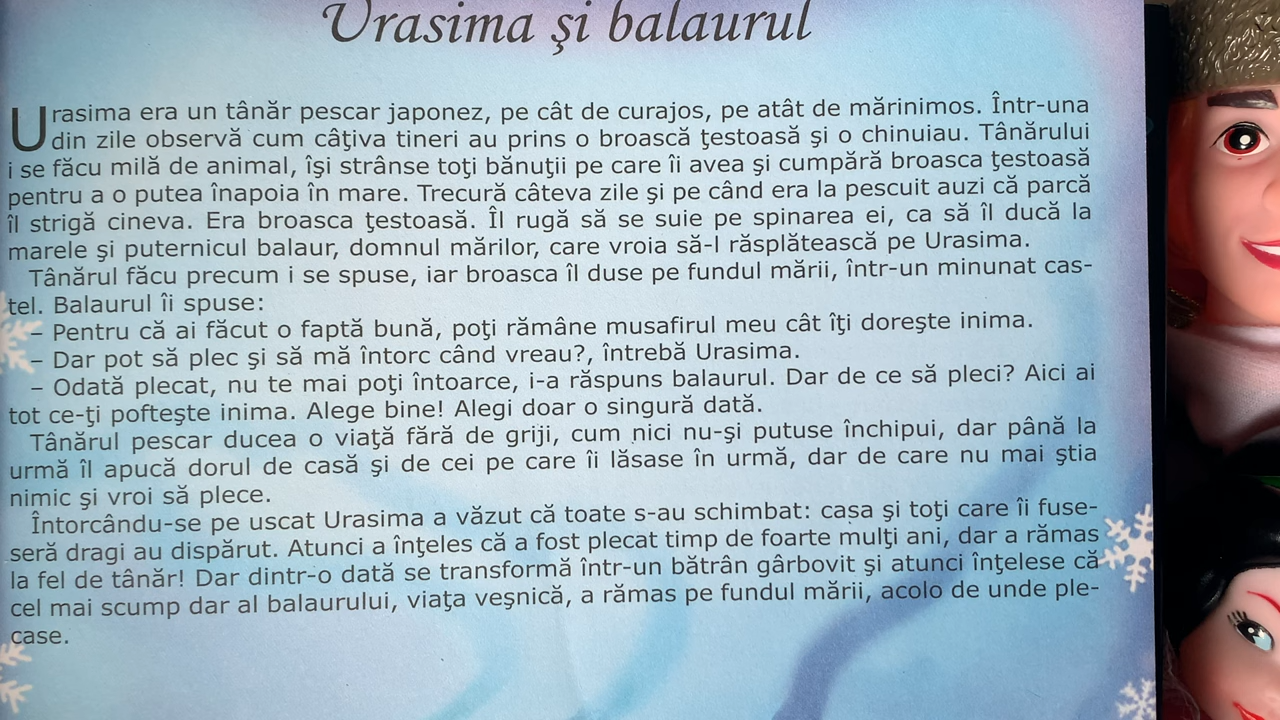 Urasima şi balaurul
Urasima era un tânăr pescar japonez, pe cât de curajos, pe atât de mărinimos. Într-una
din zile observă cum câţiva tineri au prins o broască ţestoasă şi o chinuiau. Tânărului
i se făcu milă de animal, îşi strânse toţi bănuţii pe care îi avea şi cumpără broasca ţestoasă
pentru a o putea înapoia în mare. Trecură câteva zile şi pe când era la pescuit auzi că parcă
îl strigă cineva. Era broasca ţestoasă. Îl rugă să se suie pe spinarea ei, ca să îl ducă la
marele şi puternicul balaur, domnul mărilor, care vroia să-l răsplătească pe Urasima.
Tânărul făcu precum i se spuse, iar broasca îl duse pe fundul mării, într-un minunat cas-
tel. Balaurul îi spuse:
– Pentru că ai făcut o faptă bună, poţi rămâne musafirul meu cât îţi doreşte inima.
– Dar pot să plec şi să mă întorc când vreau?, întrebă Urasima.
– Odată plecat, nu te mai poţi întoarce, i-a răspuns balaurul. Dar de ce să pleci? Aici ai
tot ce-ţi pofteşte inima. Alege bine! Alegi doar o singură dată.
Tânărul pescar ducea o viaţă fără de griji, cum nici nu-şi putuse închipui, dar până la
urmă îl apucă dorul de casă şi de cei pe care îi lăsase în urmă, dar de care nu mai ştia
nimic şi vroi să plece.
Întorcându-se pe uscat Urasima a văzut că toate s-au schimbat: casa şi toţi care îi fuse-
seră dragi au dispărut. Atunci a înţeles că a fost plecat timp de foarte mulţi ani, dar a rămas
la fel de tânăr! Dar dintr-o dată se transformă într-un bătrân gârbovit şi atunci înţelese că
cel mai scump dar al balaurului, viaţa veşnică, a rămas pe fundul mării, acolo de unde ple-
case.